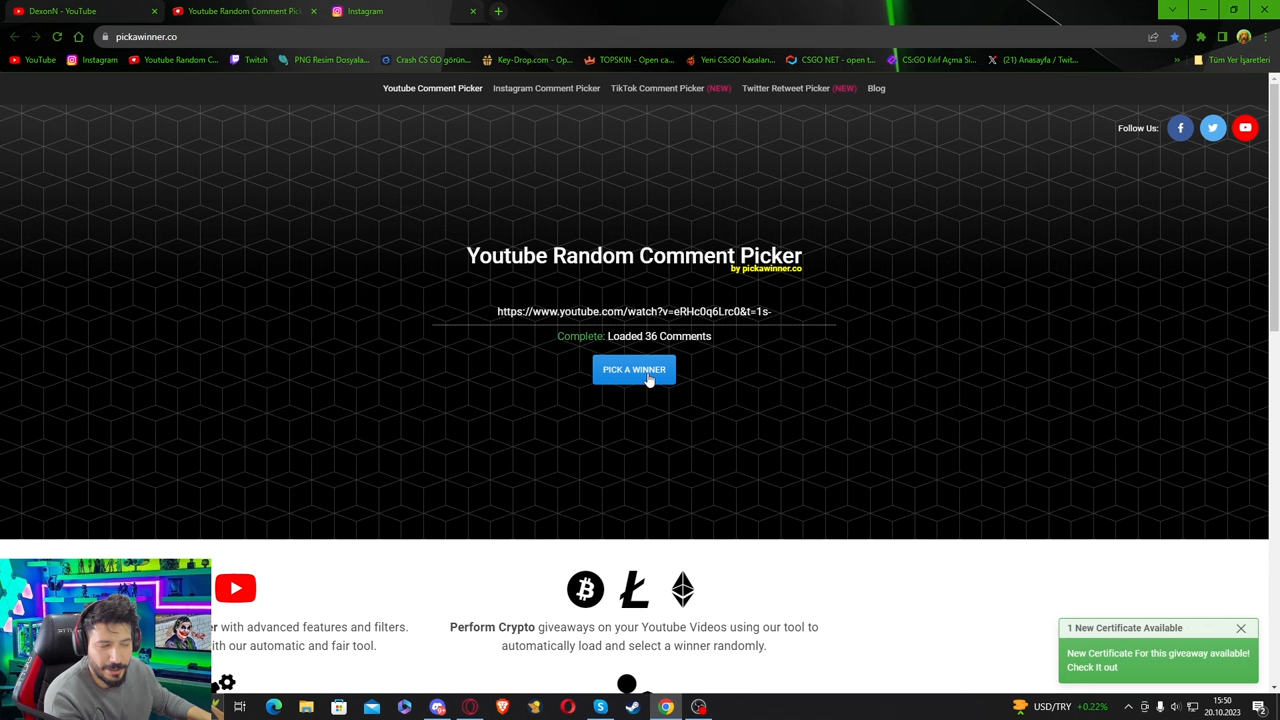 DexonN - YouTube
Youtube Random Comment Pick
Instagram
pickawinner.co
YouTube
Instagram
Youtube Random C...
Twitch
PNG Resim Dosyala...
Crash CS GO görün...
Key-Drop.com - Op...
TOPSKIN - Open ca...
Yeni CS:GO Kasaları...
CSGO NET - open t...
CS:GO Kılıf Açma Si...
(21) Anasayfa / Twit...
»
Tüm Yer İşaretleri
Youtube Comment Picker
Instagram Comment Picker
TikTok Comment Picker (NEW)
Twitter Retweet Picker (NEW)
Blog
Follow Us:
Youtube Random Comment Picker
by pickawinner.co
https://www.youtube.com/watch?v=eRHc0q6Lrc0&t=1s-
Complete: Loaded 36 Comments
PICK A WINNER
er with advanced features and filters.
ith our automatic and fair tool.
Perform Crypto giveaways on your Youtube Videos using our tool to
automatically load and select a winner randomly.
1 New Certificate Available
New Certificate For this giveaway available!
Check It out
USD/TRY +0.22%
15:50
20.10.2023